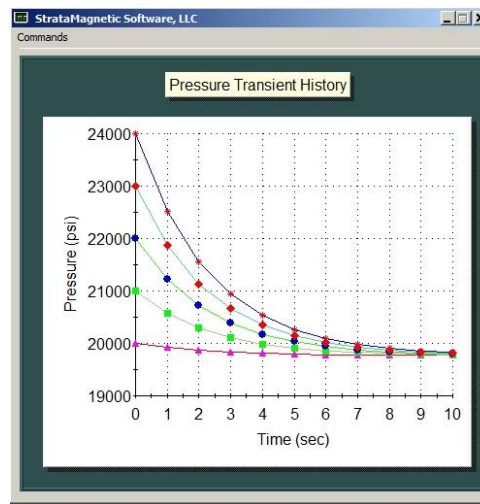 StrataMagnetic Software, LLC
Commands
Pressure Transient History
24000
23000
22000
21000
20000
19000
Pressure (psi)
0 1 2 3 4 5 6 7 8 9 10
Time (sec)